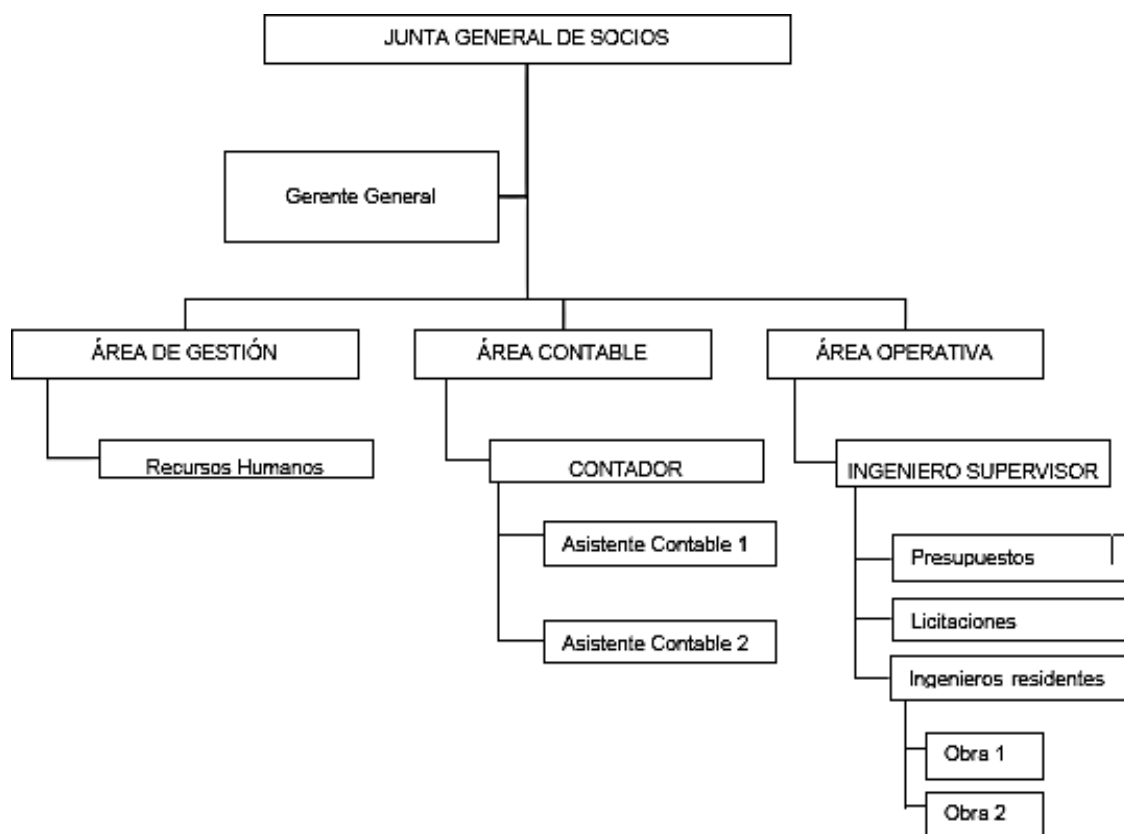 JUNTA GENERAL DE SOCIOS
Gerente General
ÁREA DE GESTIÓN
ÁREA CONTABLE
ÁREA OPERATIVA
Recursos Humanos
CONTADOR
INGENIERO SUPERVISOR
Asistente Contable 1
Presupuestos
Licitaciones
Asistente Contable 2
Ingenieros residentes
Obra 1
Obra 2